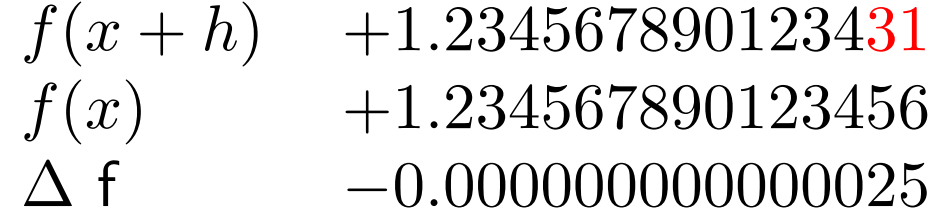 f(x + h) +1.234567890123431
f(x) +1.234567890123456
Δ f −0.000000000000025